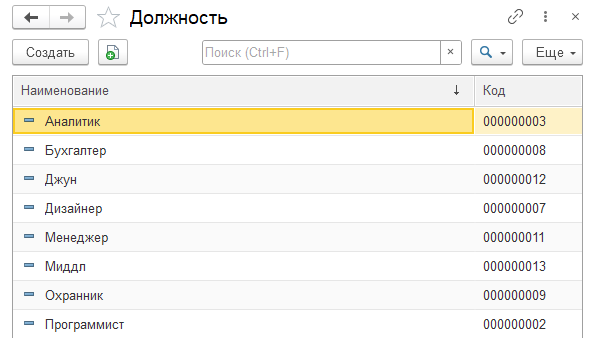 Должность
Создать Поиск (Ctrl+F) × Еще
Наименование ↓ Код
Аналитик 000000003
Бухгалтер 000000008
Джун 000000012
Дизайнер 000000007
Менеджер 000000011
Миддл 000000013
Охранник 000000009
Программист 000000002